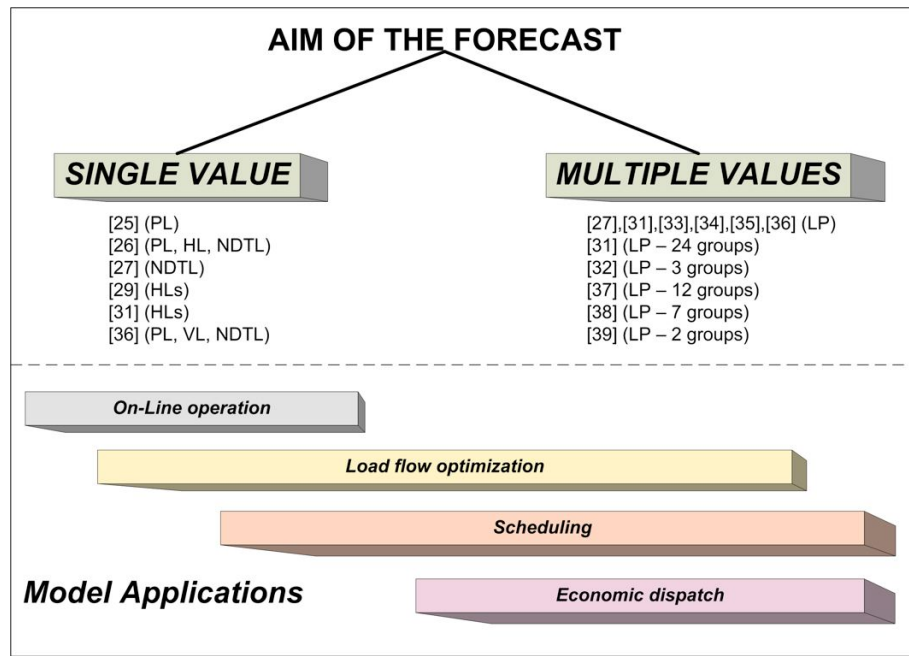 AIM OF THE FORECAST
SINGLE VALUE
[25] (PL)
[26] (PL, HL, NDTL)
[27] (NDTL)
[29] (HLs)
[31] (HLs)
[36] (PL, VL, NDTL)
MULTIPLE VALUES
[27],[31],[33],[34],[35],[36] (LP)
[31] (LP – 24 groups)
[32] (LP – 3 groups)
[37] (LP – 12 groups)
[38] (LP – 7 groups)
[39] (LP – 2 groups)
On-Line operation
Load flow optimization
Scheduling
Economic dispatch
Model Applications